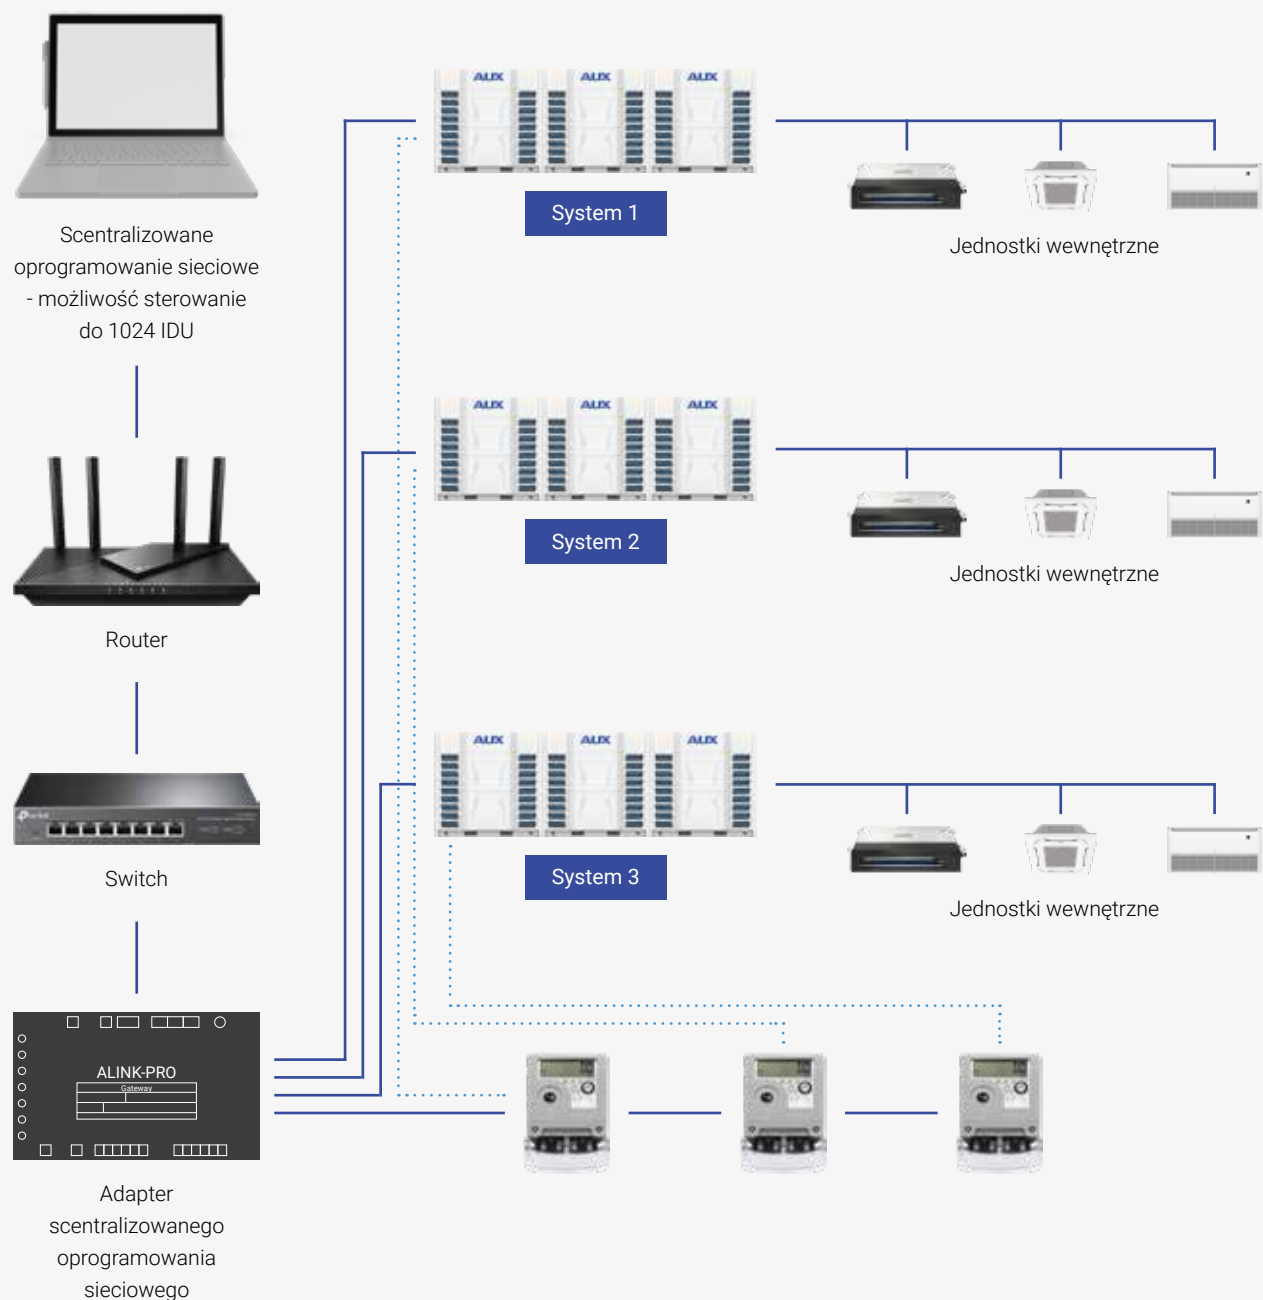 Scentralizowane
oprogramowanie sieciowe
- możliwość sterowanie
do 1024 IDU
Router
Switch
ALINK-PRO
Gateway
Adapter
scentralizowanego
oprogramowania
sieciowego
AUX AUX AUX
System 1
Jednostki wewnętrzne
AUX AUX AUX
System 2
Jednostki wewnętrzne
AUX AUX AUX
System 3
Jednostki wewnętrzne